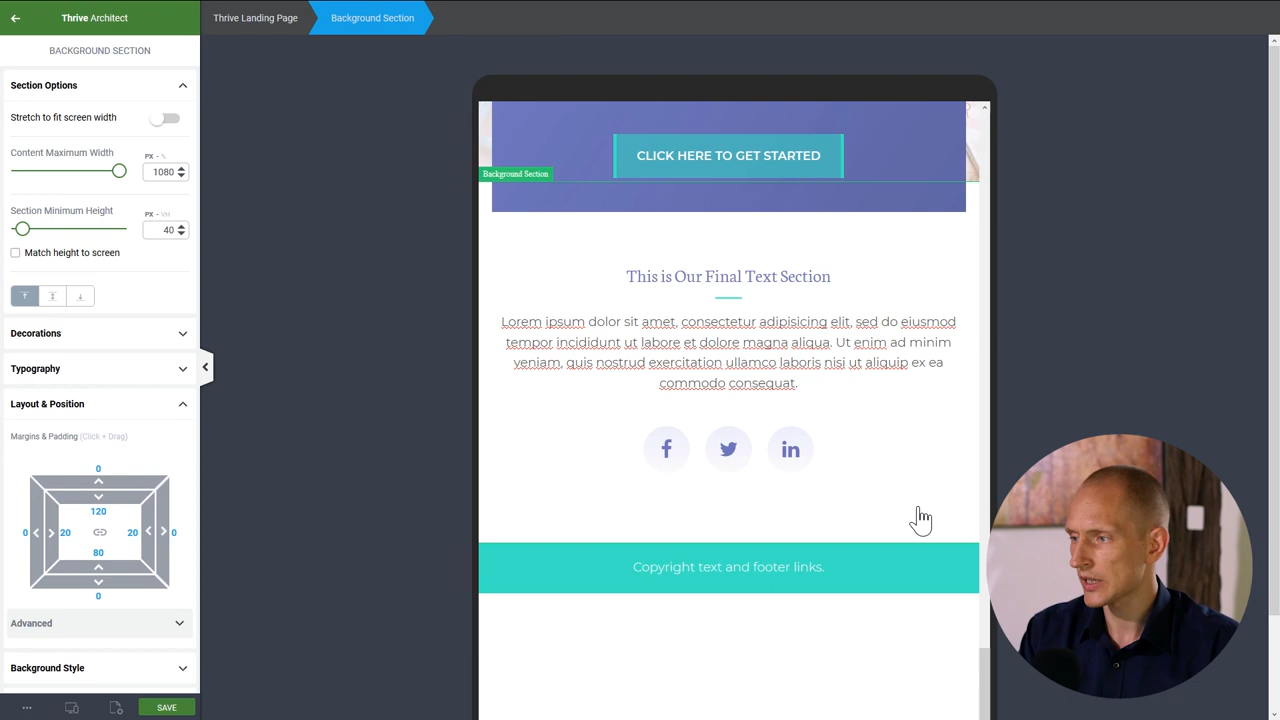 Thrive Architect
Thrive Landing Page
Background Section
BACKGROUND SECTION
Section Options
Stretch to fit screen width
Content Maximum Width
PX - %
1080
Section Minimum Height
PX - VH
40
Match height to screen
Decorations
Typography
Layout & Position
Margins & Padding (Click + Drag)
0
120
0 20 20 0
80
0
Advanced
Background Style
SAVE
CLICK HERE TO GET STARTED
Background Section
This is Our Final Text Section
Lorem ipsum dolor sit amet, consectetur adipisicing elit, sed do eiusmod
tempor incididunt ut labore et dolore magna aliqua. Ut enim ad minim
veniam, quis nostrud exercitation ullamco laboris nisi ut aliquip ex ea
commodo consequat.
Copyright text and footer links.